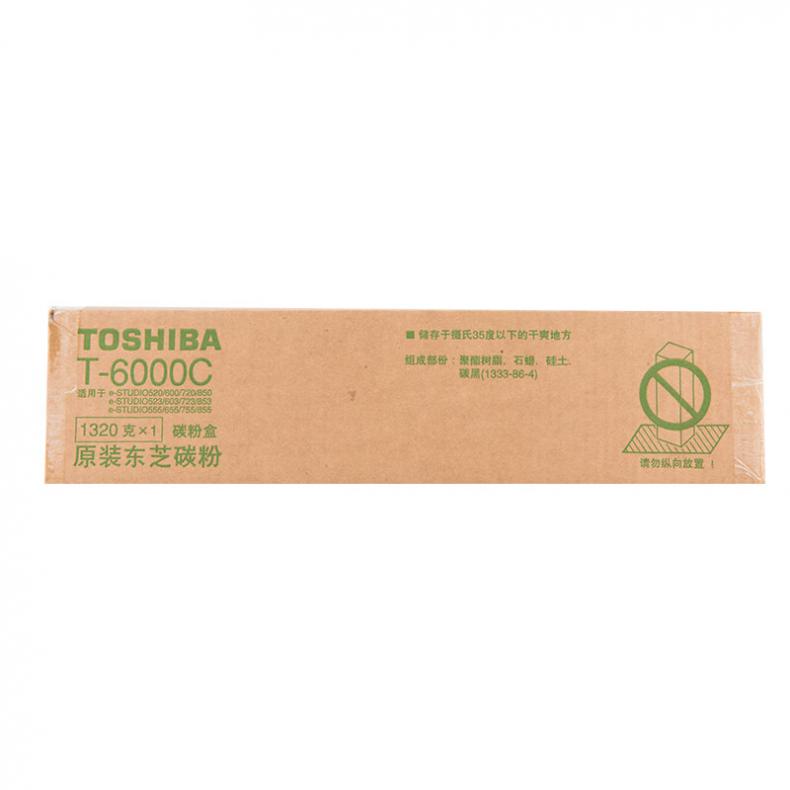 TOSHIBA
T-6000C
适用于 e-STUDIO520/600/720/850
e-STUDIO523/603/723/853
e-STUDIO555/655/755/855
1320 克×1 碳粉盒
原装东芝碳粉
■ 储存于摄氏35度以下的干爽地方
组成部份：聚酯树脂、石蜡、硅土、
碳黑(1333-86-4)
请勿纵向放置！